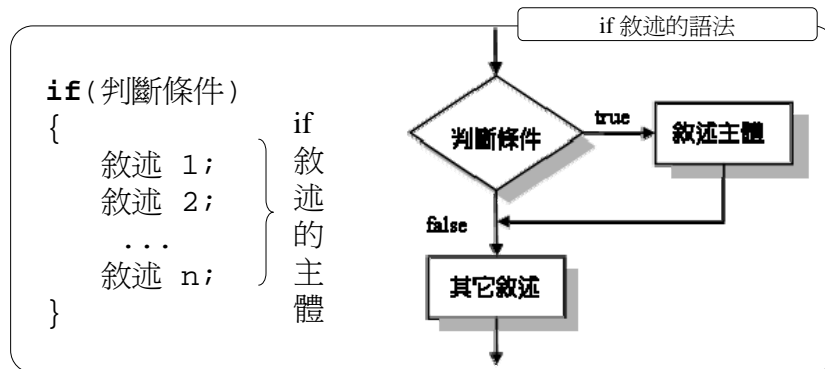 if 敘述的語法
if(判斷條件)
{
敘述 1;
敘述 2;
...
敘述 n;
}
if敘述的主體
判斷條件
true
敘述主體
false
其它敘述